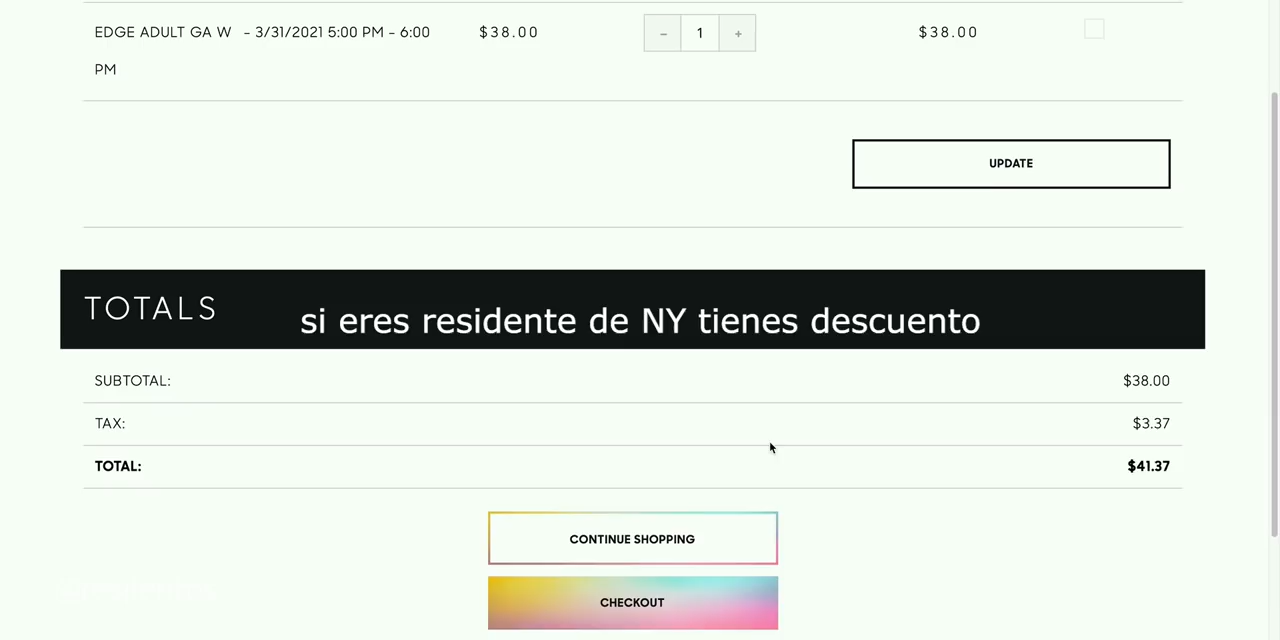 EDGE ADULT GA W - 3/31/2021 5:00 PM - 6:00 $38.00 - 1 + $38.00
PM
UPDATE
TOTALS
si eres residente de NY tienes descuento
SUBTOTAL: $38.00
TAX: $3.37
TOTAL: $41.37
CONTINUE SHOPPING
CHECKOUT